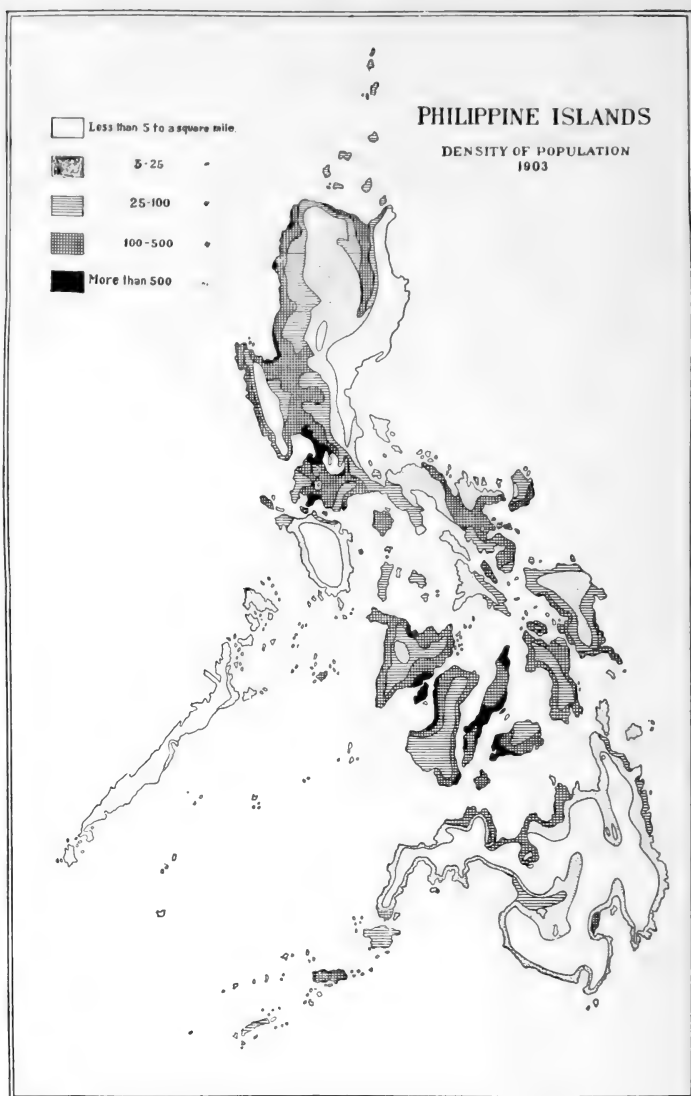 PHILIPPINE ISLANDS
DENSITY OF POPULATION
1903
Less than 5 to a square mile.
5-25 "
25-100 "
100-500 "
More than 500 "